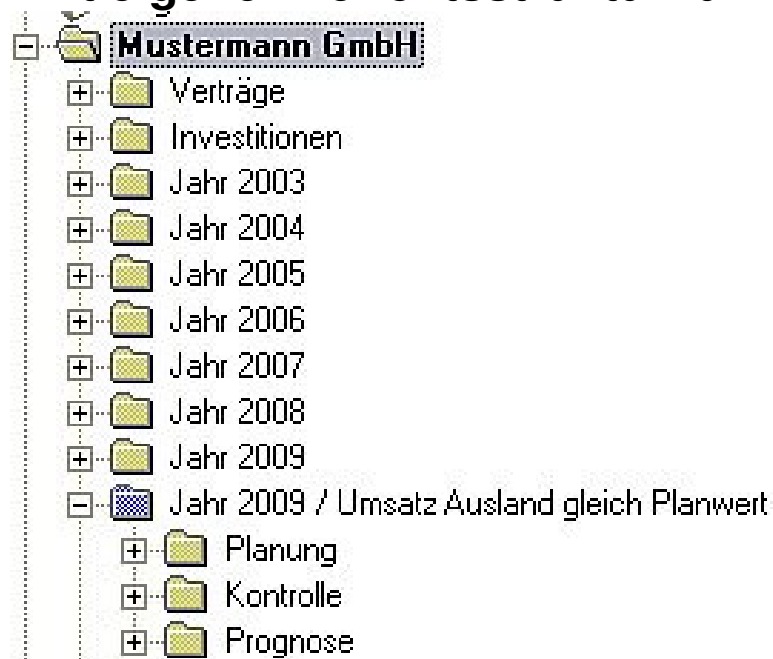 Mustermann GmbH
Verträge
Investitionen
Jahr 2003
Jahr 2004
Jahr 2005
Jahr 2006
Jahr 2007
Jahr 2008
Jahr 2009
Jahr 2009 / Umsatz Ausland gleich Planwert
Planung
Kontrolle
Prognose